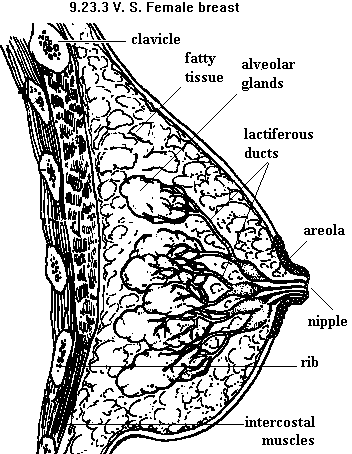 9.23.3 V. S. Female breast
clavicle
fatty
tissue
alveolar
glands
lactiferous
ducts
areola
nipple
rib
intercostal
muscles